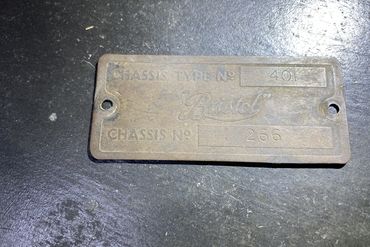 CHASSIS TYPE Nº 401
Bristol
CHASSIS Nº 266